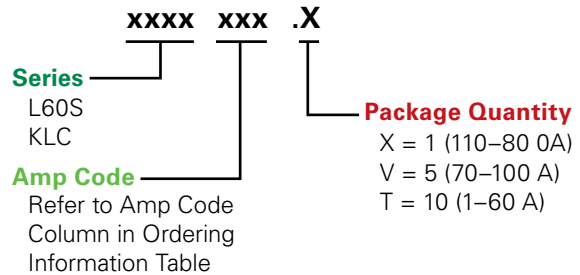 xxxx xxx .X
Series
L60S
KLC
Amp Code
Refer to Amp Code
Column in Ordering
Information Table
Package Quantity
X = 1 (110–80 0A)
V = 5 (70–100 A)
T = 10 (1–60 A)